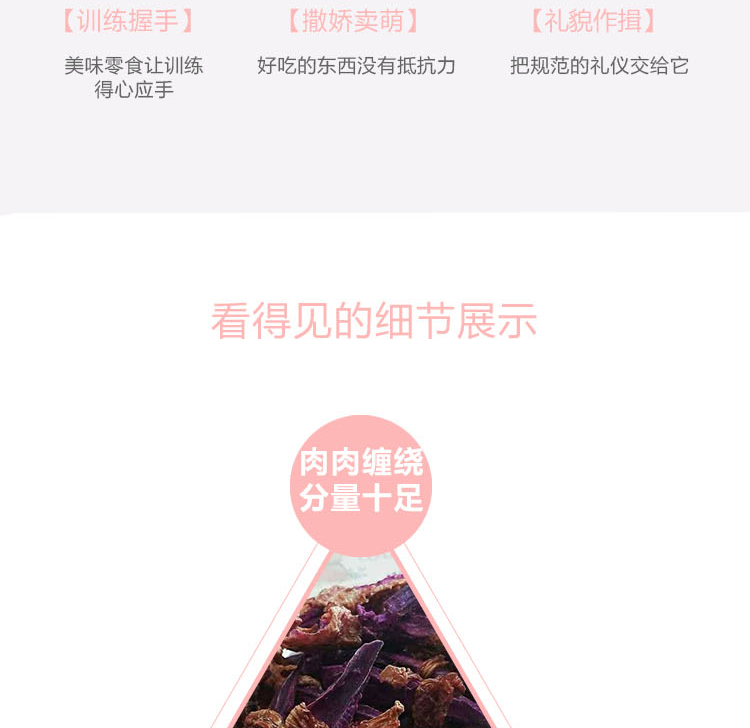 【训练握手】
美味零食让训练
得心应手
【撒娇卖萌】
好吃的东西没有抵抗力
【礼貌作揖】
把规范的礼仪交给它
看得见的细节展示
肉肉缠绕
分量十足